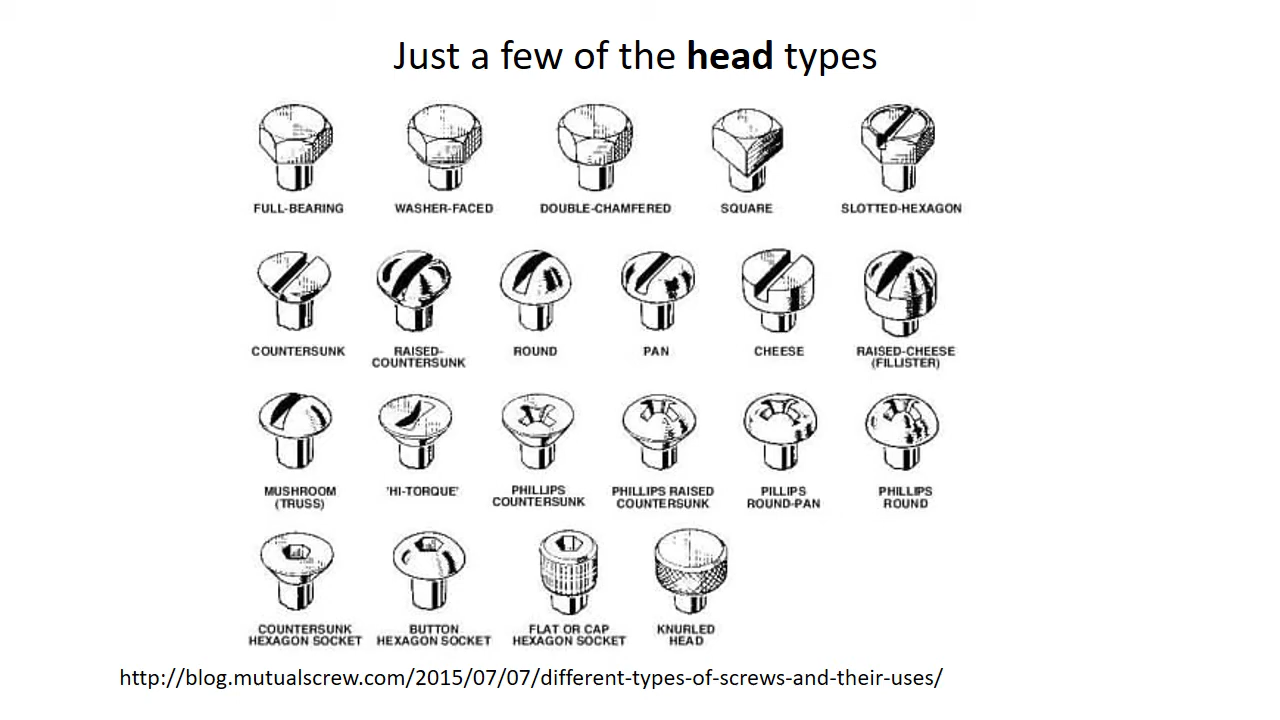 Just a few of the head types
FULL-BEARING
WASHER-FACED
DOUBLE-CHAMFERED
SQUARE
SLOTTED-HEXAGON
COUNTERSUNK
RAISED-
COUNTERSUNK
ROUND
PAN
CHEESE
RAISED-CHEESE
(FILLISTER)
MUSHROOM
(TRUSS)
'HI-TORQUE'
PHILLIPS
COUNTERSUNK
PHILLIPS RAISED
COUNTERSUNK
PILLIPS
ROUND-PAN
PHILLIPS
ROUND
COUNTERSUNK
HEXAGON SOCKET
BUTTON
HEXAGON SOCKET
FLAT OR CAP
HEXAGON SOCKET
KNURLED
HEAD
http://blog.mutualscrew.com/2015/07/07/different-types-of-screws-and-their-uses/